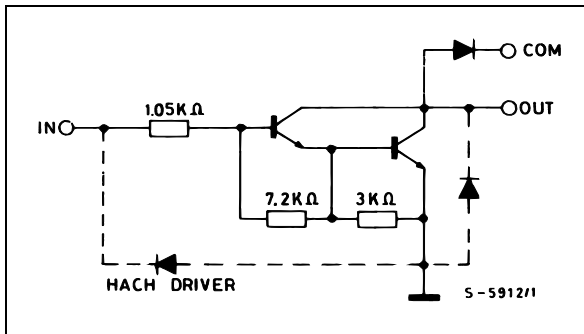 COM
1.05KΩ
IN
OUT
7.2KΩ
3KΩ
HACH DRIVER
S-5912/1